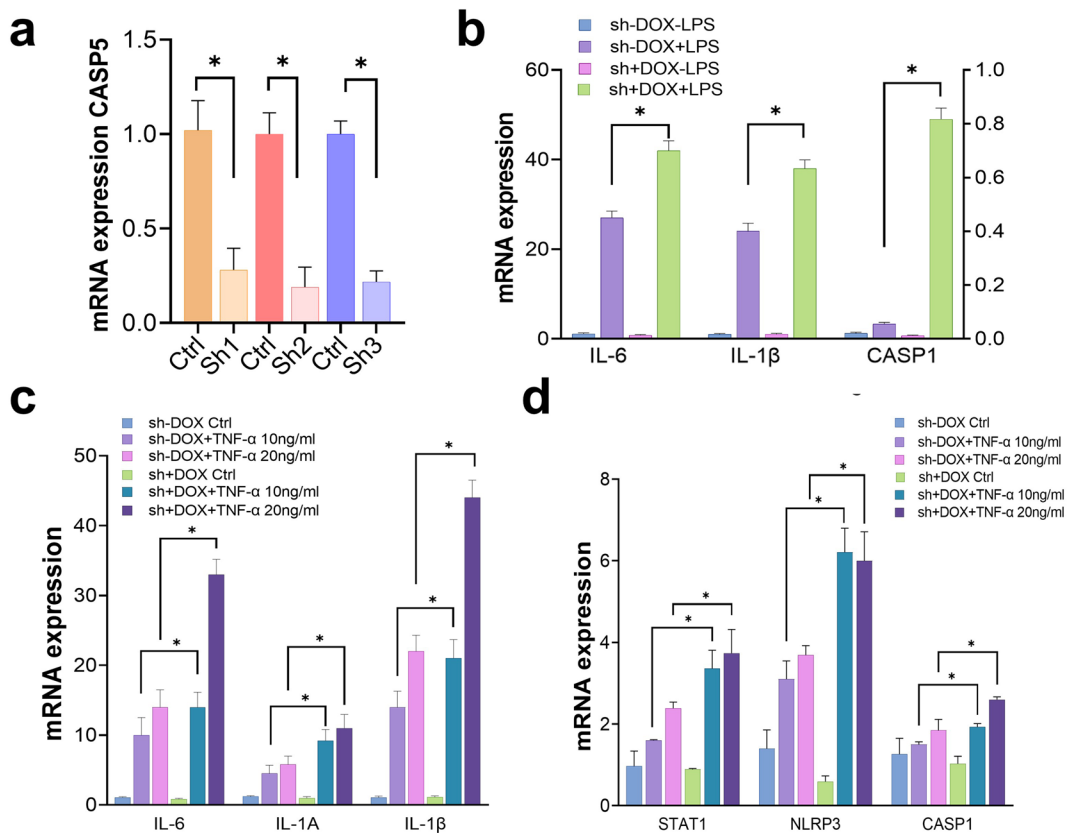 a
mRNA expression CASP5
1.5
1.0
0.5
0.0
* * *
Ctrl Sh1 Ctrl Sh2 Ctrl Sh3
b
sh-DOX-LPS
sh-DOX+LPS
sh+DOX-LPS
sh+DOX+LPS
mRNA expression
60
40
20
0
1.0
0.8
0.6
0.4
0.2
0.0
* * *
IL-6 IL-1β CASP1
c
sh-DOX Ctrl
sh-DOX+TNF-α 10ng/ml
sh-DOX+TNF-α 20ng/ml
sh+DOX Ctrl
sh+DOX+TNF-α 10ng/ml
sh+DOX+TNF-α 20ng/ml
mRNA expression
50
40
30
20
10
0
* * * * * *
IL-6 IL-1A IL-1β
d
sh-DOX Ctrl
sh-DOX+TNF-α 10ng/ml
sh-DOX+TNF-α 20ng/ml
sh+DOX Ctrl
sh+DOX+TNF-α 10ng/ml
sh+DOX+TNF-α 20ng/ml
mRNA expression
8
6
4
2
0
* * * * * *
STAT1 NLRP3 CASP1